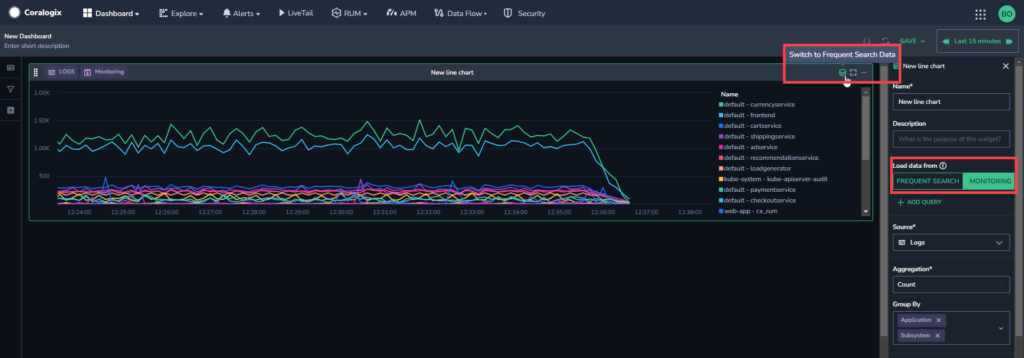 Coralogix
Dashboard
Explore
Alerts
LiveTail
RUM
APM
Data Flow
Security
BO
New Dashboard
Enter short description
SAVE
Last 15 minutes
Switch to Frequent Search Data
LOGS
Monitoring
New line chart
2.00K
1.50K
1.00K
500
12:24:00
12:25:00
12:26:00
12:27:00
12:28:00
12:29:00
12:30:00
12:31:00
12:32:00
12:33:00
12:34:00
12:35:00
12:36:00
12:37:00
12:38:00
Name
default - currencyservice
default - frontend
default - cartservice
default - shippingservice
default - adservice
default - recommendationservice
default - loadgenerator
kube-system - kube-apiserver-audit
default - paymentservice
default - checkoutservice
web-app - cx_rum
New line chart
Name*
New line chart
Description
What is the purpose of this widget?
Load data from
FREQUENT SEARCH
MONITORING
+ ADD QUERY
Source*
Logs
Aggregation*
Count
Group By
Application
Subsystem